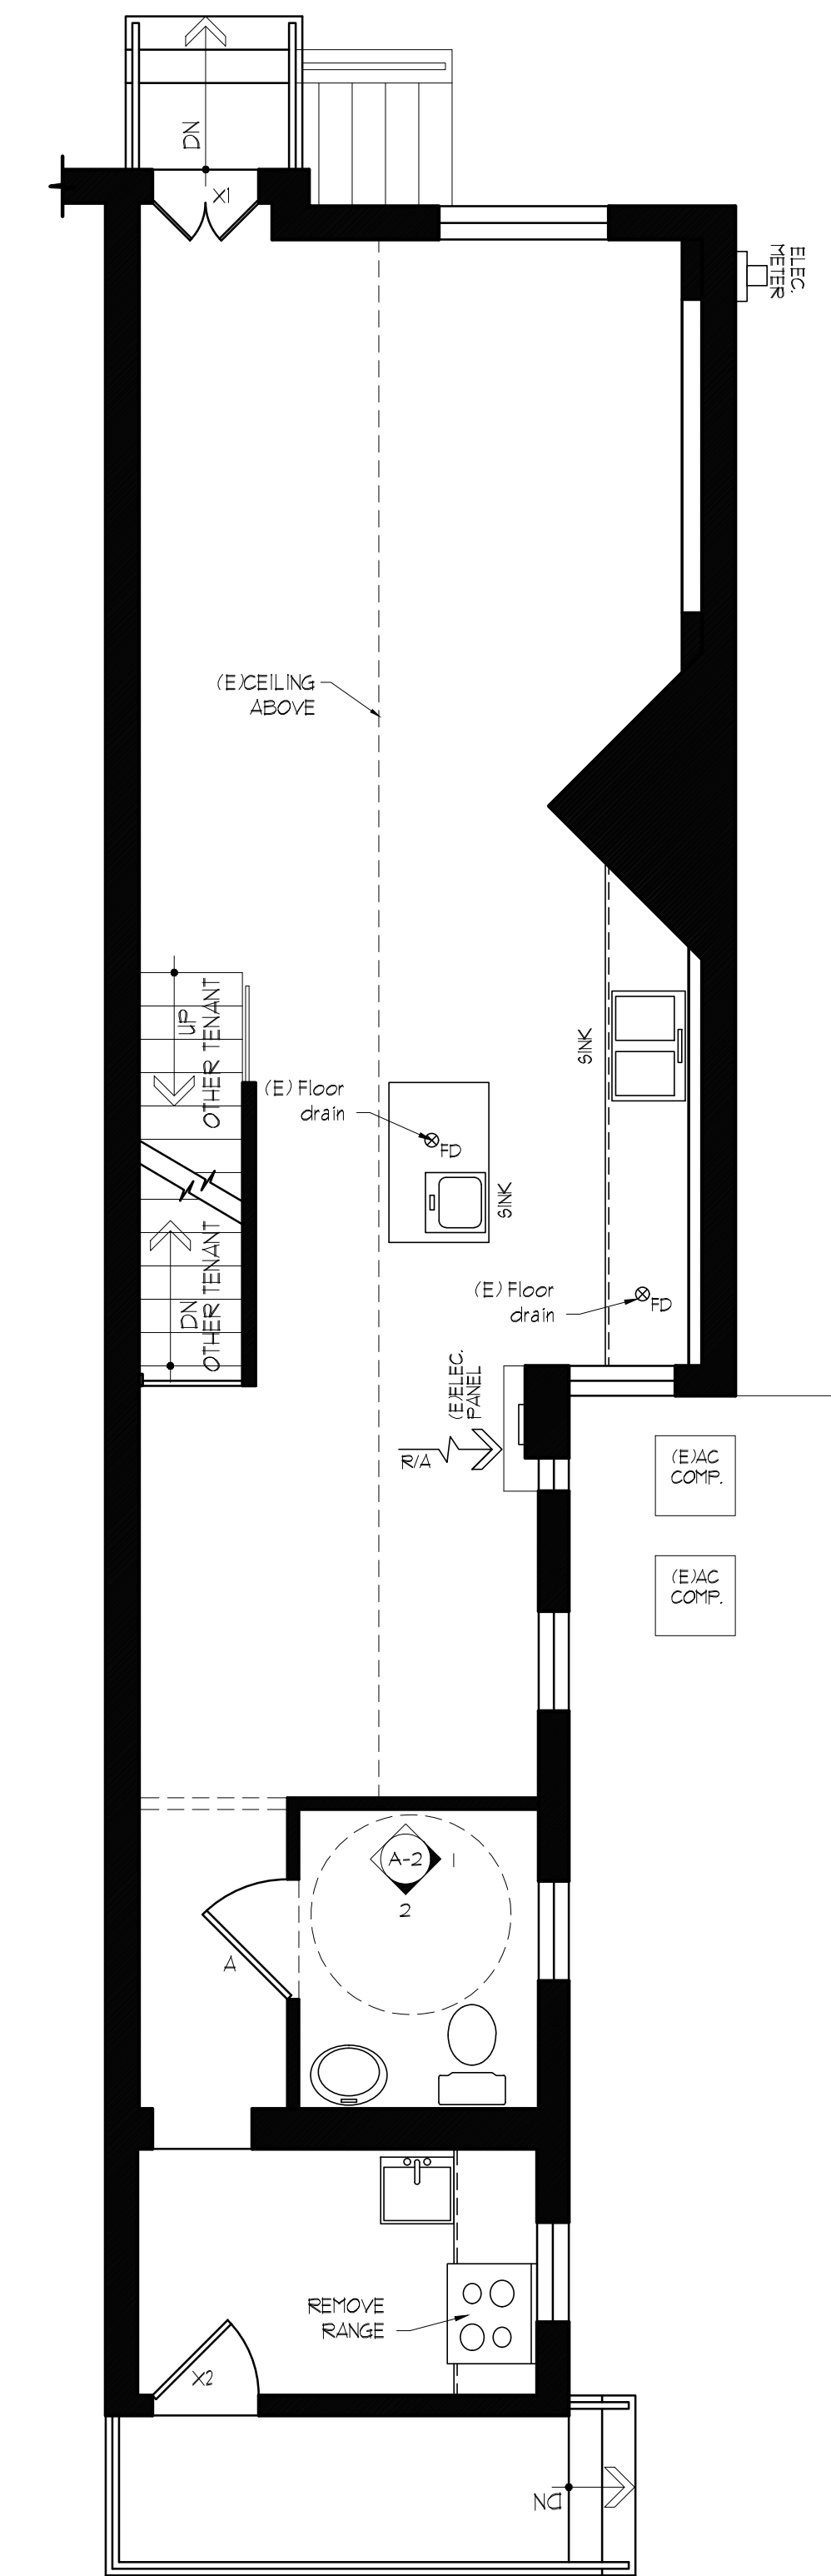 DN
X1
ELEC.
METER
(E)CEILING
ABOVE
UP
OTHER TENANT
SINK
(E) Floor
drain
FD
SINK
DN
OTHER TENANT
(E) Floor
drain
FD
(E)ELEC.
PANEL
R/A
(E)AC
COMP.
(E)AC
COMP.
A-2
1
2
A
REMOVE
RANGE
X2
DN